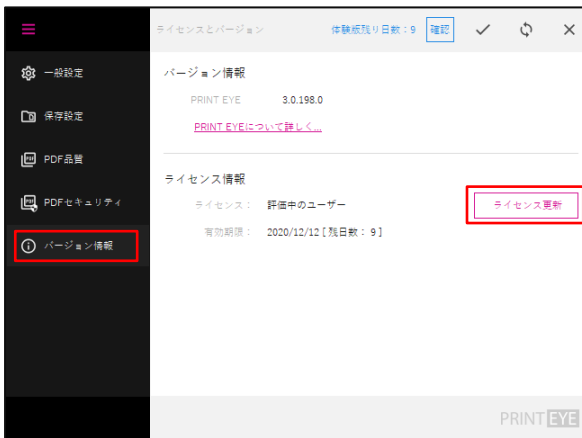 ライセンスとバージョン
体験版残り日数：9
確認
一般設定
保存設定
PDF品質
PDFセキュリティ
バージョン情報
バージョン情報
PRINT EYE 3.0.198.0
PRINT EYEについて詳しく...
ライセンス情報
ライセンス： 評価中のユーザー
ライセンス更新
有効期限： 2020/12/12 [ 残日数： 9 ]
PRINT EYE